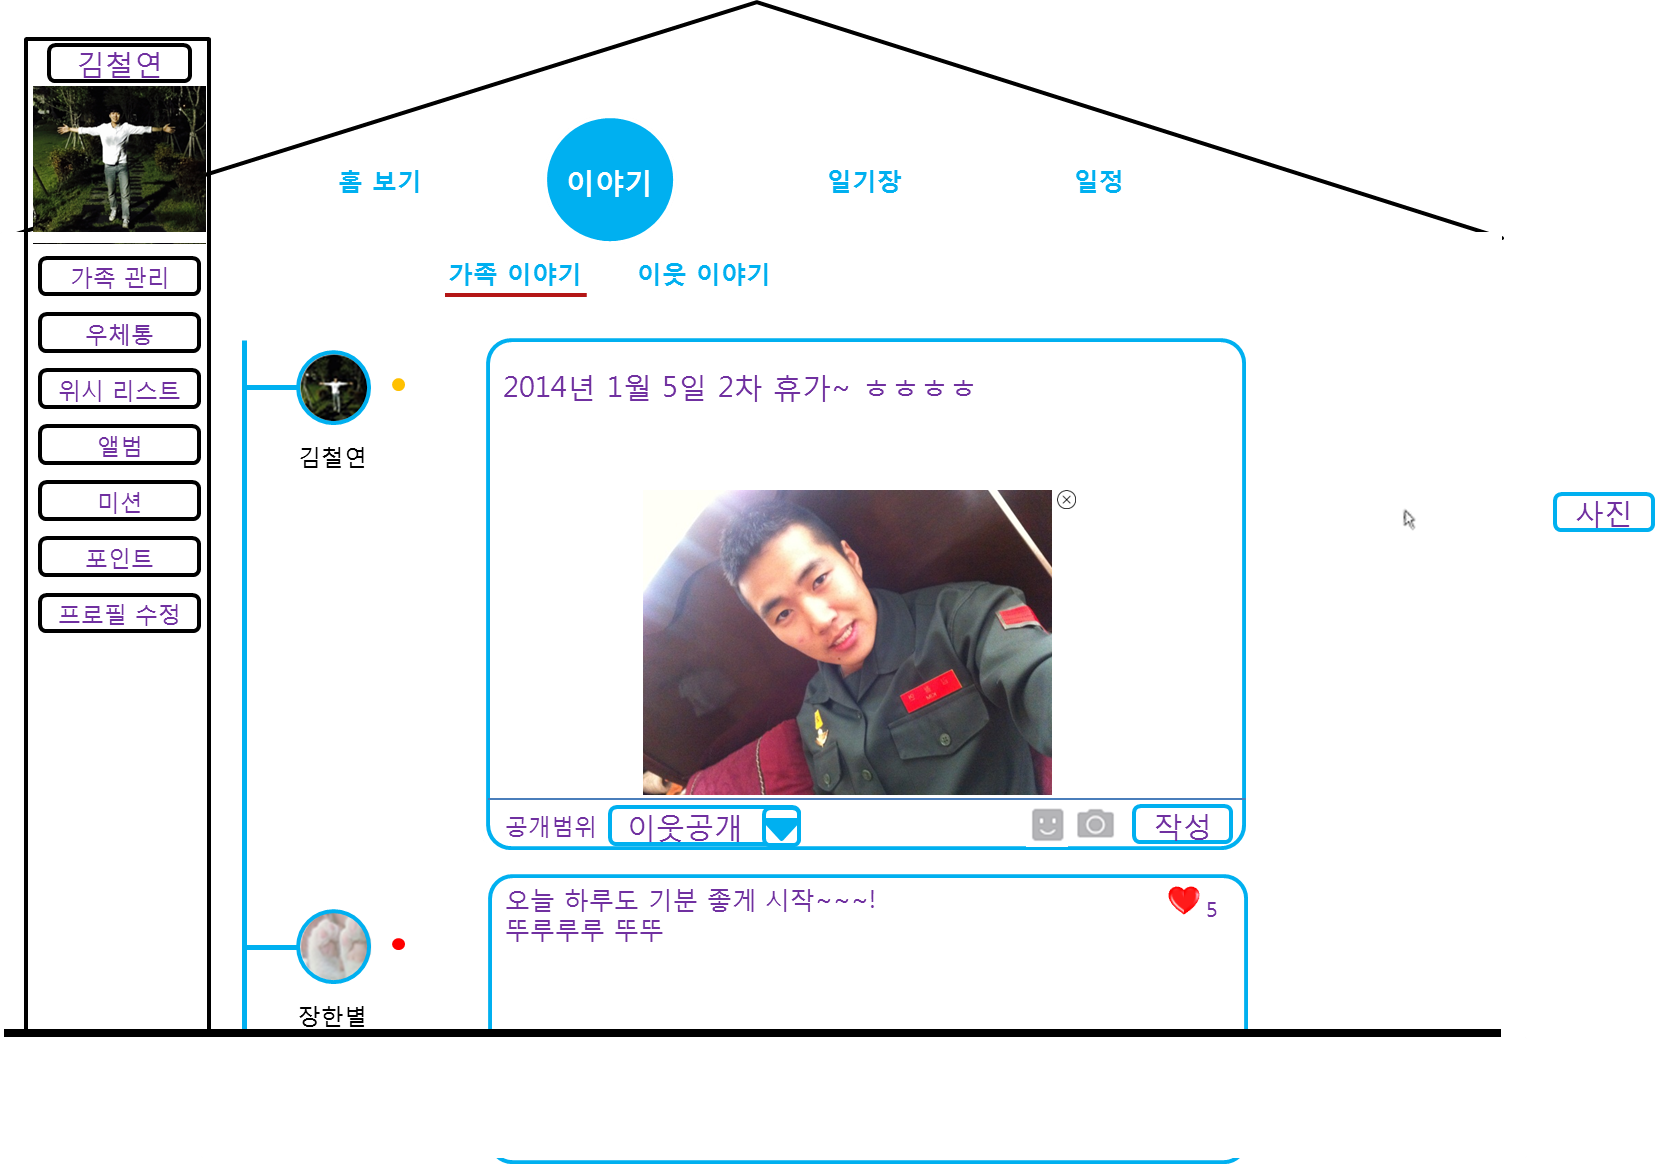 김철연
홈 보기
이야기
일기장
일정
가족 이야기
이웃 이야기
가족 관리
우체통
위시 리스트
앨범
미션
포인트
프로필 수정
김철연
2014년 1월 5일 2차 휴가~ ㅎㅎㅎㅎ
사진
공개범위
이웃공개
작성
장한별
오늘 하루도 기분 좋게 시작~~~!
뚜루루루 뚜뚜
5